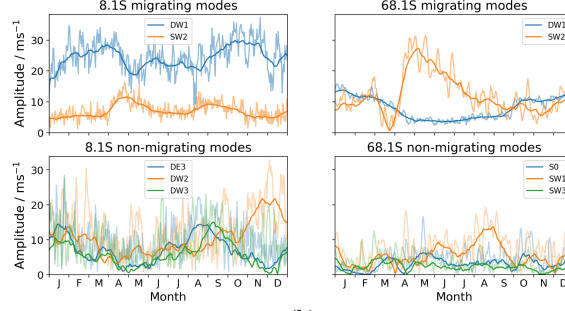 8.1S migrating modes
68.1S migrating modes
Amplitude / ms⁻¹
30
20
10
0
DW1
SW2
DW1
SW2
8.1S non-migrating modes
68.1S non-migrating modes
Amplitude / ms⁻¹
30
20
10
0
DE3
DW2
DW3
S0
SW1
SW3
J F M A M J J A S O N D
J F M A M J J A S O N D
Month
Month